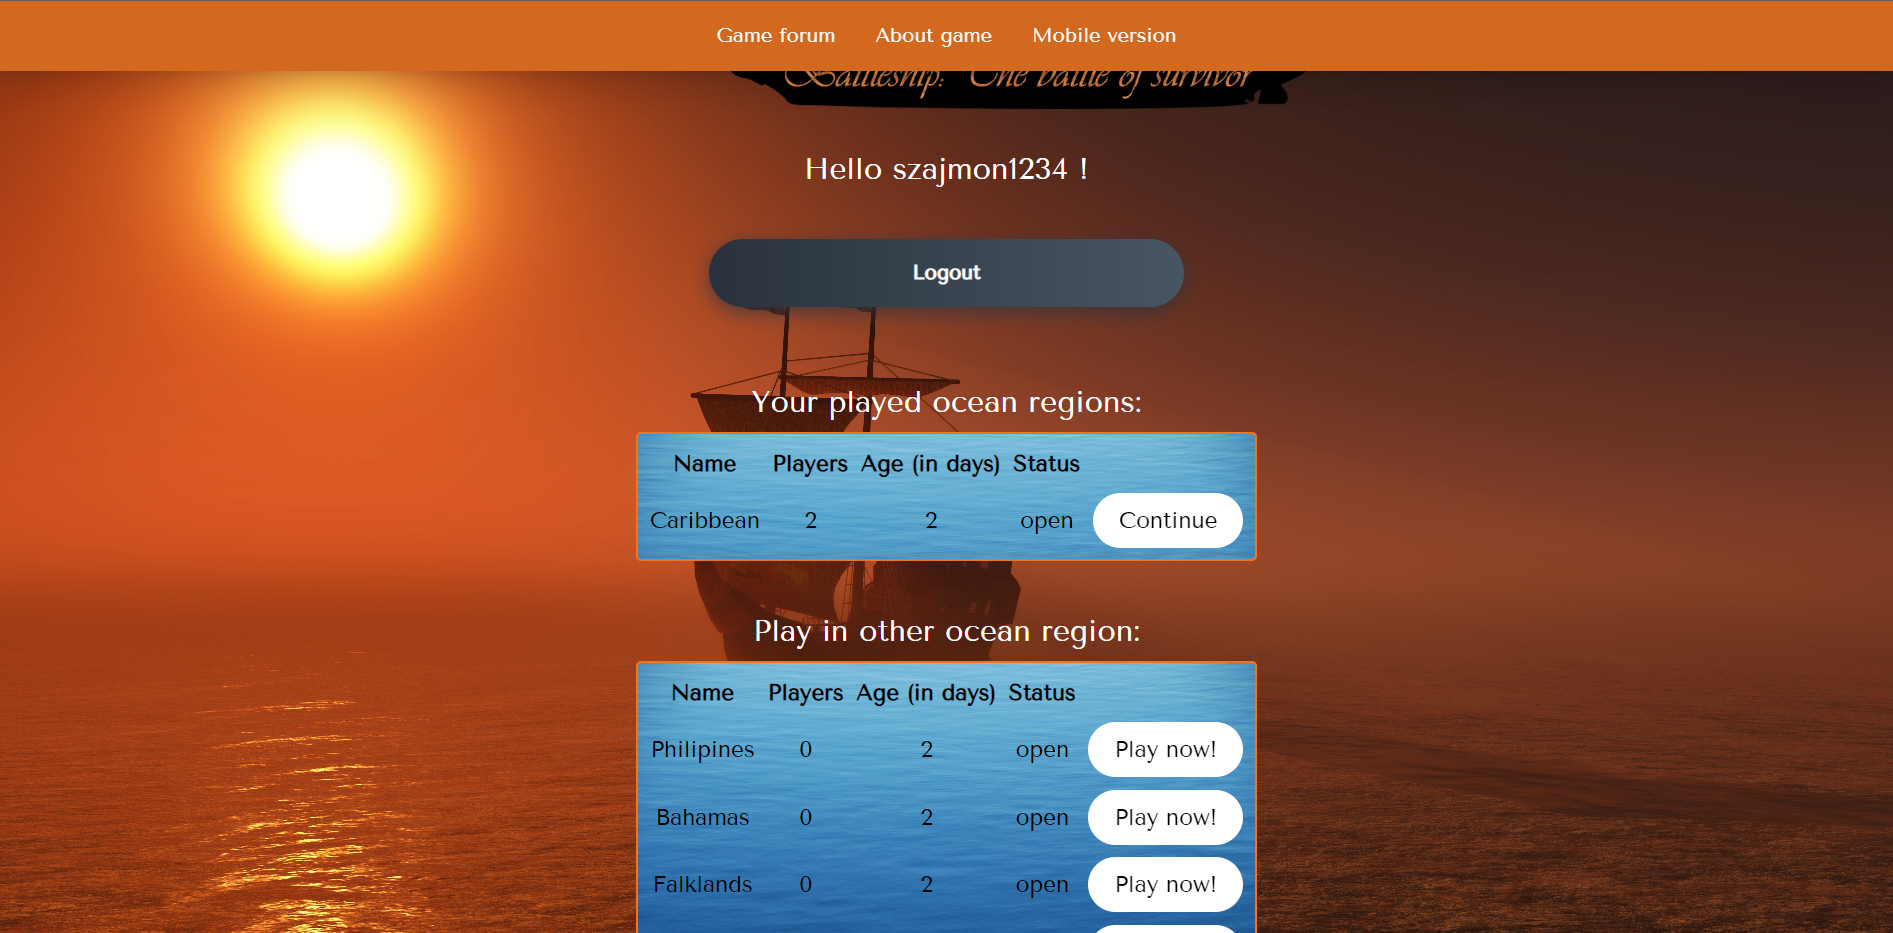 Game forum About game Mobile version
Battleship: The battle of survivor
Hello szajmon1234 !
Logout
Your played ocean regions:
Name Players Age (in days) Status
Caribbean 2 2 open Continue
Play in other ocean region:
Name Players Age (in days) Status
Philipines 0 2 open Play now!
Bahamas 0 2 open Play now!
Falklands 0 2 open Play now!